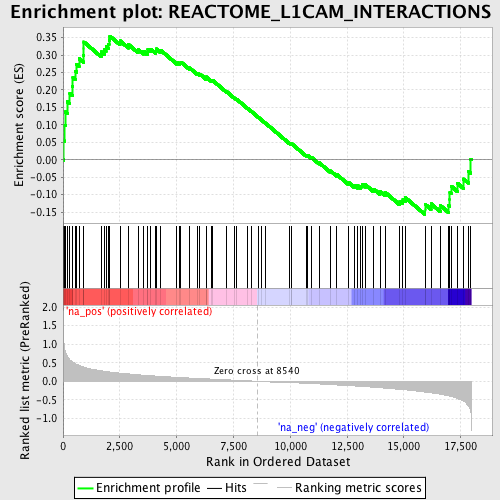 Enrichment plot: REACTOME_L1CAM_INTERACTIONS
Enrichment score (ES)
0.35
0.30
0.25
0.20
0.15
0.10
0.05
0.00
-0.05
-0.10
-0.15
'na_pos' (positively correlated)
Ranked list metric (PreRanked)
2.0
1.5
1.0
0.5
0.0
-0.5
-1.0
Zero cross at 8540
'na_neg' (negatively correlated)
0 2,500 5,000 7,500 10,000 12,500 15,000 17,500
Rank in Ordered Dataset
Enrichment profile Hits Ranking metric scores